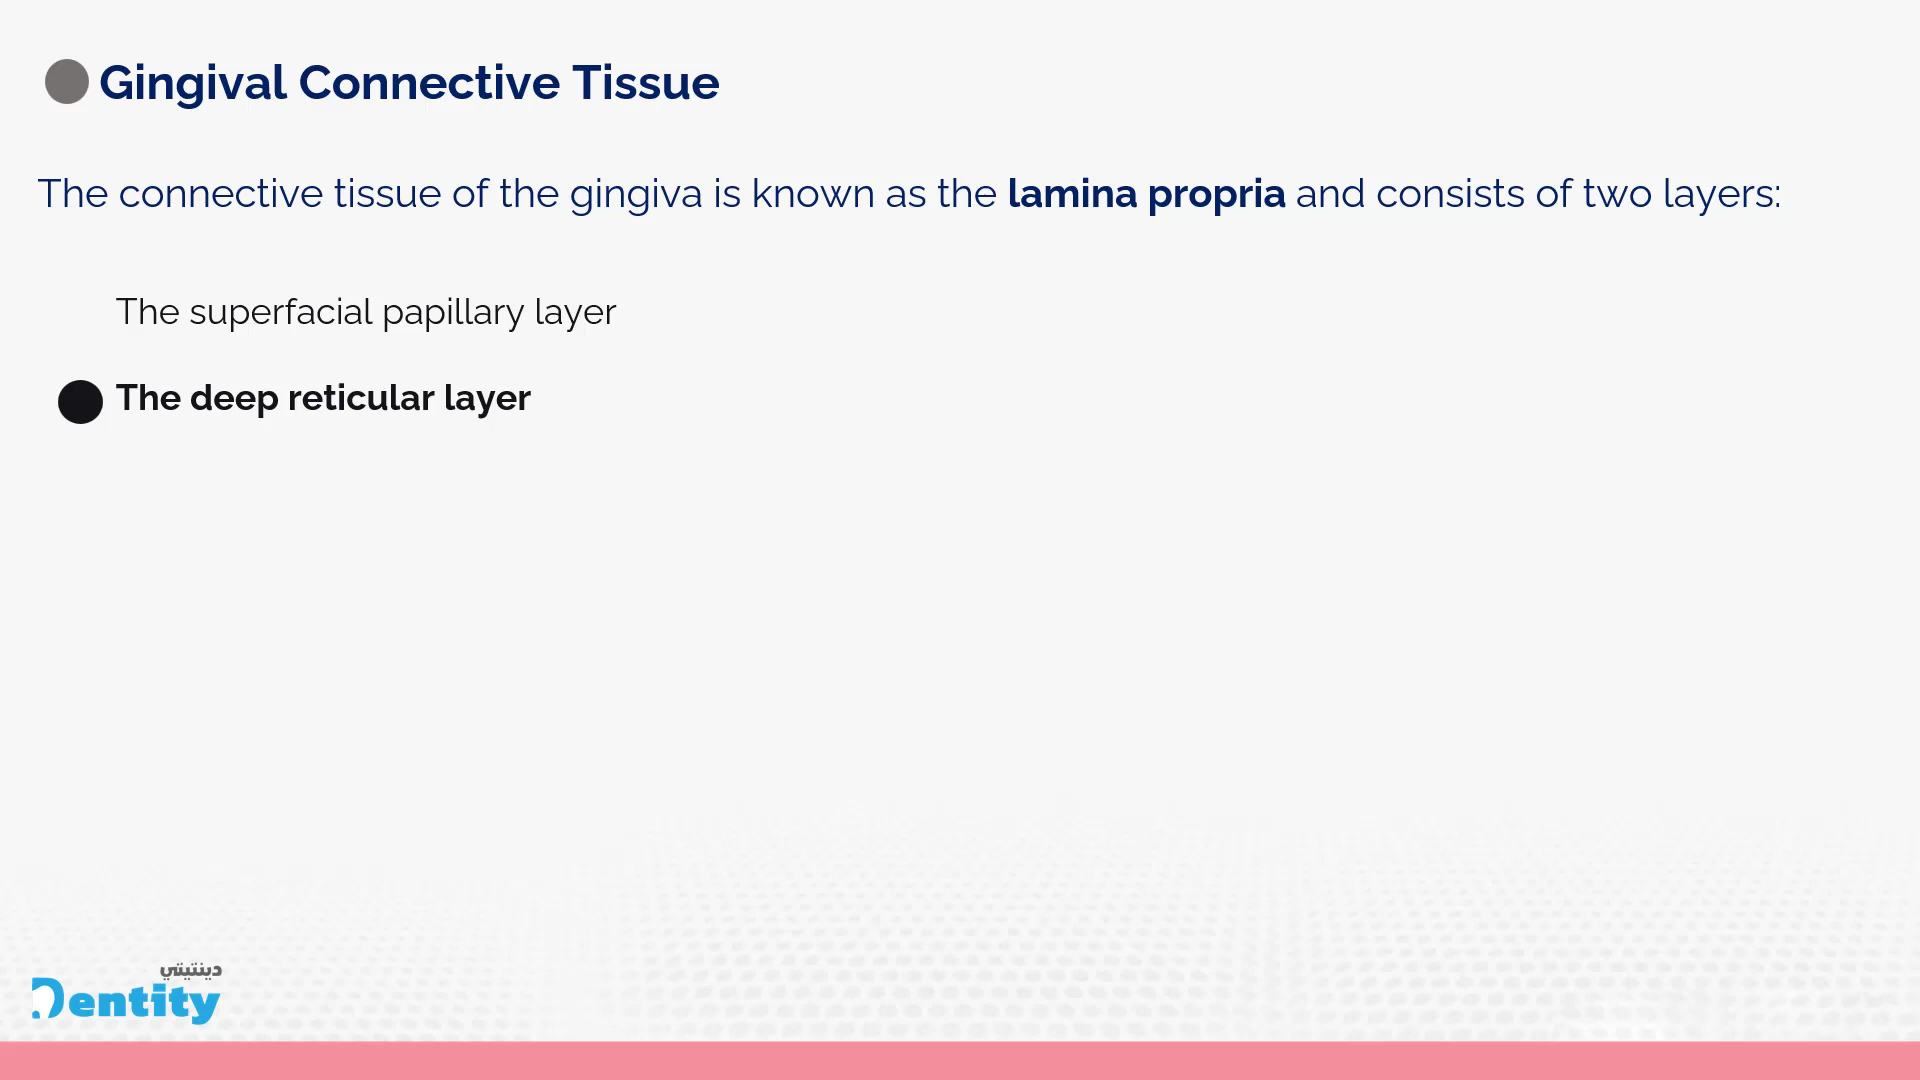 Gingival Connective Tissue
The connective tissue of the gingiva is known as the lamina propria and consists of two layers:
The superfacial papillary layer
The deep reticular layer
دينتيتي
Dentity